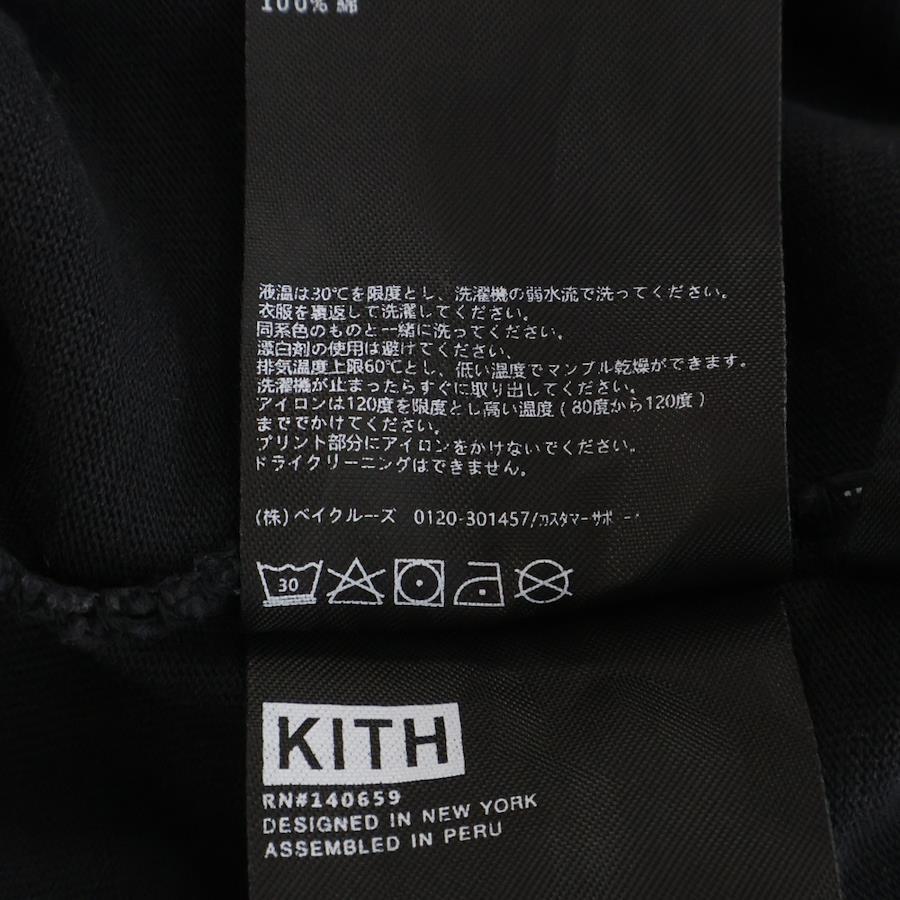 100% 綿
液温は30℃を限度とし、洗濯機の弱水流で洗ってください。
衣服を裏返して洗濯してください。
同系色のものと一緒に洗ってください。
漂白剤の使用は避けてください、
排気温度上限60℃とし、低い温度でマンブル乾燥ができます。
洗濯機が止まったらすぐに取り出してください。
アイロンは120度を限度とし高い温度 ( 80度から120度 )
まででかけてください。
プリント部分にアイロンをかけないでください。
ドライクリーニングはできません。
(株) ベイクルーズ 0120-301457/カスタマーサポート
30
KITH
RN#140659
DESIGNED IN NEW YORK
ASSEMBLED IN PERU